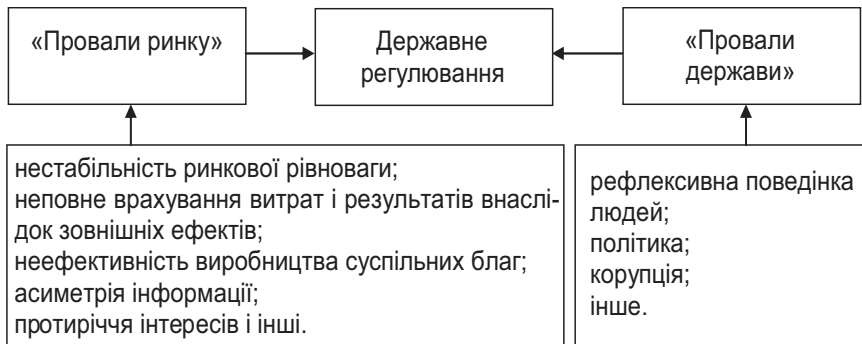 «Провали ринку»
Державне
регулювання
«Провали
держави»
нестабільність ринкової рівноваги;
неповне врахування витрат і результатів внаслі-
док зовнішніх ефектів;
неефективність виробництва суспільних благ;
асиметрія інформації;
протиріччя інтересів і інші.
рефлексивна поведінка
людей;
політика;
корупція;
інше.